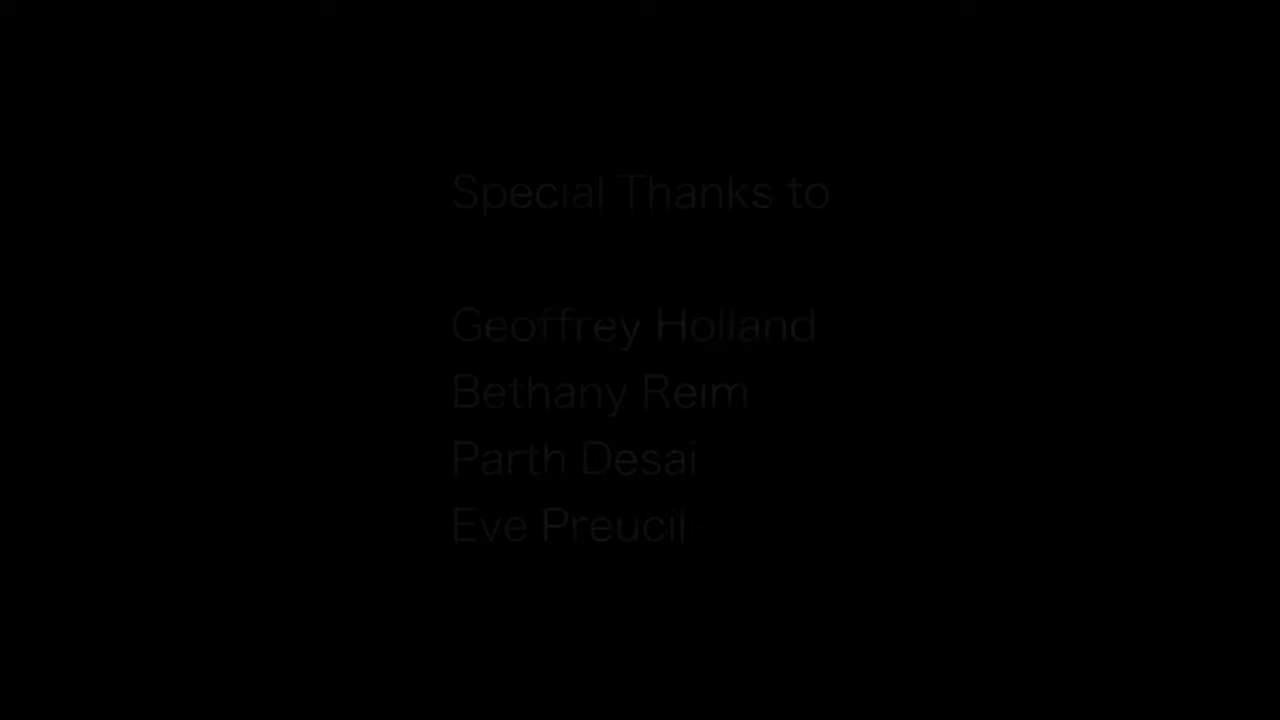 Special Thanks to
Geoffrey Holland
Bethany Reim
Parth Desai
Eve Preucil